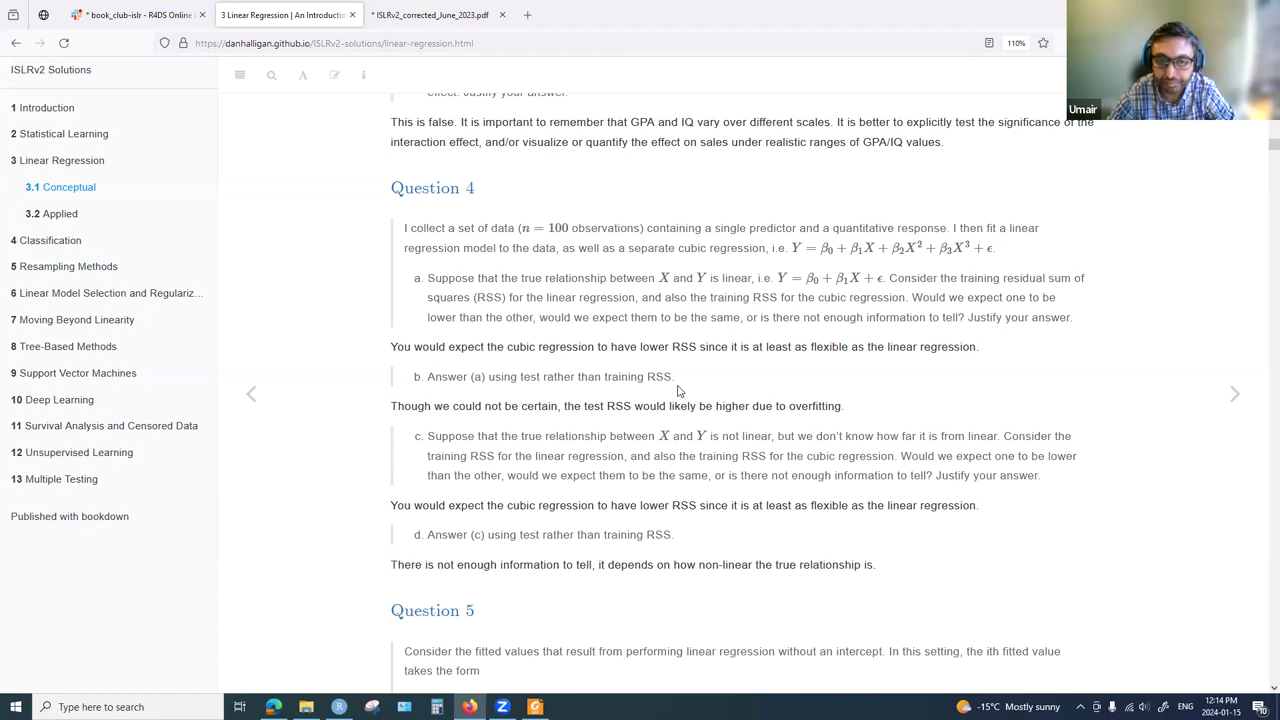 * book_club-islr - R4DS Online L
3 Linear Regression | An Introductio
* ISLRv2_corrected_June_2023.pdf
https://danhalligan.github.io/ISLRv2-solutions/linear-regression.html
110%
Umair
ISLRv2 Solutions
1 Introduction
2 Statistical Learning
3 Linear Regression
3.1 Conceptual
3.2 Applied
4 Classification
5 Resampling Methods
6 Linear Model Selection and Regulariz...
7 Moving Beyond Linearity
8 Tree-Based Methods
9 Support Vector Machines
10 Deep Learning
11 Survival Analysis and Censored Data
12 Unsupervised Learning
13 Multiple Testing
Published with bookdown
effect. Justify your answer.
This is false. It is important to remember that GPA and IQ vary over different scales. It is better to explicitly test the significance of the
interaction effect, and/or visualize or quantify the effect on sales under realistic ranges of GPA/IQ values.
Question 4
I collect a set of data (n = 100 observations) containing a single predictor and a quantitative response. I then fit a linear
regression model to the data, as well as a separate cubic regression, i.e. Y = β₀ + β₁X + β₂X² + β₃X³ + ϵ.
a. Suppose that the true relationship between X and Y is linear, i.e. Y = β₀ + β₁X + ϵ. Consider the training residual sum of
squares (RSS) for the linear regression, and also the training RSS for the cubic regression. Would we expect one to be
lower than the other, would we expect them to be the same, or is there not enough information to tell? Justify your answer.
You would expect the cubic regression to have lower RSS since it is at least as flexible as the linear regression.
b. Answer (a) using test rather than training RSS.
Though we could not be certain, the test RSS would likely be higher due to overfitting.
c. Suppose that the true relationship between X and Y is not linear, but we don't know how far it is from linear. Consider the
training RSS for the linear regression, and also the training RSS for the cubic regression. Would we expect one to be lower
than the other, would we expect them to be the same, or is there not enough information to tell? Justify your answer.
You would expect the cubic regression to have lower RSS since it is at least as flexible as the linear regression.
d. Answer (c) using test rather than training RSS.
There is not enough information to tell, it depends on how non-linear the true relationship is.
Question 5
Consider the fitted values that result from performing linear regression without an intercept. In this setting, the ith fitted value
takes the form
Type here to search
-15°C Mostly sunny
ENG
12:14 PM
2024-01-15
10